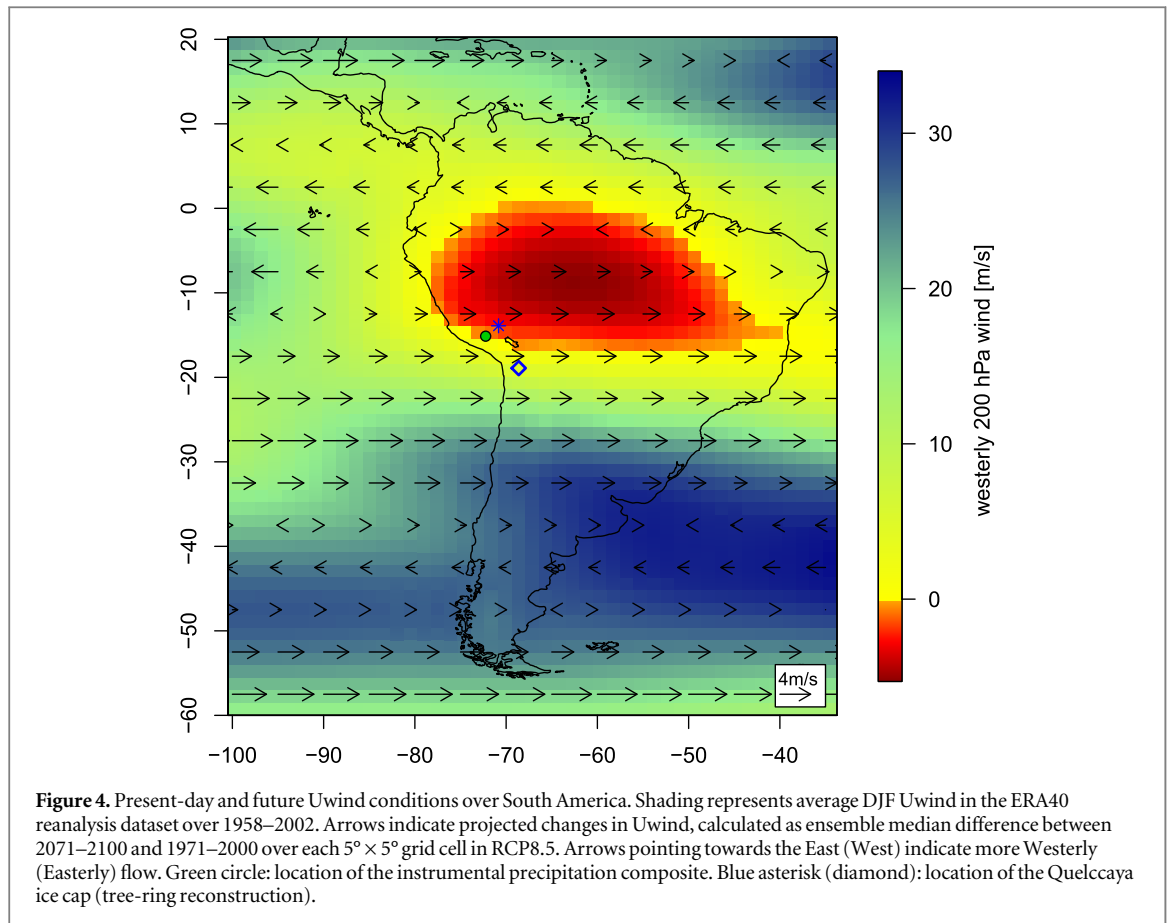 20
10
0
−10
−20
−30
−40
−50
−60
−100
−90
−80
−70
−60
−50
−40
4m/s
30
20
10
0
westerly 200 hPa wind [m/s]
Figure 4. Present-day and future Uwind conditions over South America. Shading represents average DJF Uwind in the ERA40
reanalysis dataset over 1958–2002. Arrows indicate projected changes in Uwind, calculated as ensemble median difference between
2071–2100 and 1971–2000 over each 5° × 5° grid cell in RCP8.5. Arrows pointing towards the East (West) indicate more Westerly
(Easterly) flow. Green circle: location of the instrumental precipitation composite. Blue asterisk (diamond): location of the Quelccaya
ice cap (tree-ring reconstruction).